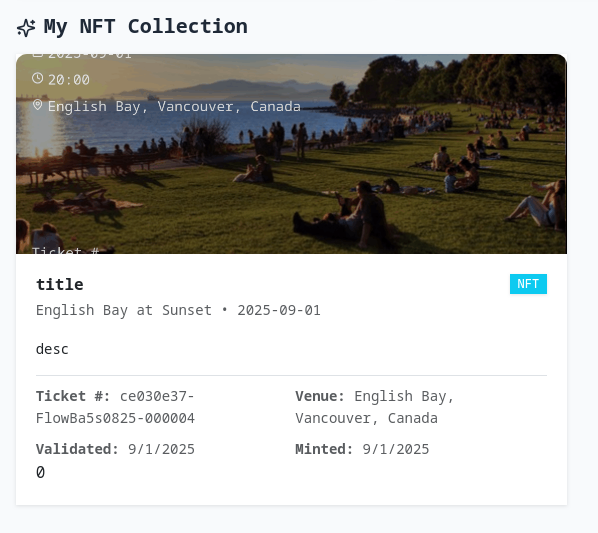 My NFT Collection
2025-09-01
20:00
English Bay, Vancouver, Canada
Ticket #
title
NFT
English Bay at Sunset • 2025-09-01
desc
Ticket #: ce030e37-
FlowBa5s0825-000004
Venue: English Bay,
Vancouver, Canada
Validated: 9/1/2025
Minted: 9/1/2025
0